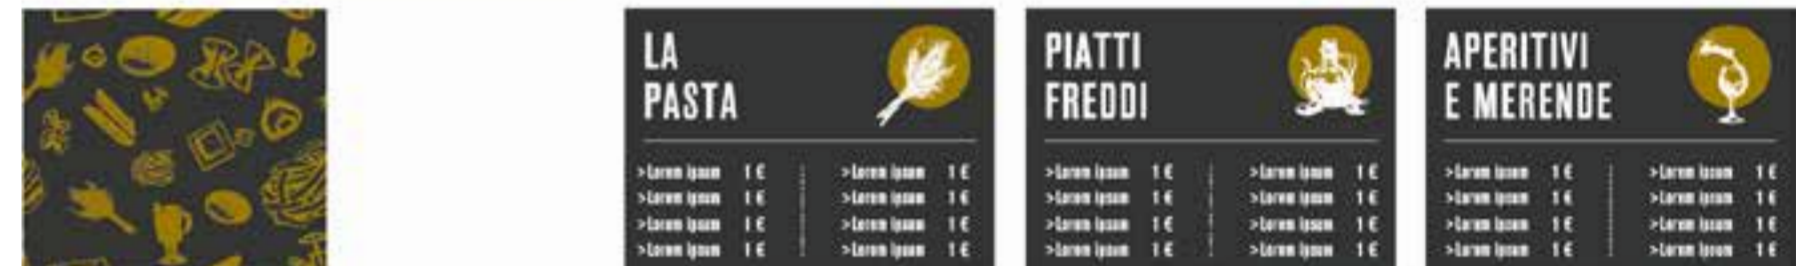 LA
PASTA
>Lorem Ipsum 1 € >Lorem Ipsum 1 €
>Lorem Ipsum 1 € >Lorem Ipsum 1 €
>Lorem Ipsum 1 € >Lorem Ipsum 1 €
>Lorem Ipsum 1 € >Lorem Ipsum 1 €
PIATTI
FREDDI
>Lorem Ipsum 1 € >Lorem Ipsum 1 €
>Lorem Ipsum 1 € >Lorem Ipsum 1 €
>Lorem Ipsum 1 € >Lorem Ipsum 1 €
>Lorem Ipsum 1 € >Lorem Ipsum 1 €
APERITIVI
E MERENDE
>Lorem Ipsum 1 € >Lorem Ipsum 1 €
>Lorem Ipsum 1 € >Lorem Ipsum 1 €
>Lorem Ipsum 1 € >Lorem Ipsum 1 €
>Lorem Ipsum 1 € >Lorem Ipsum 1 €